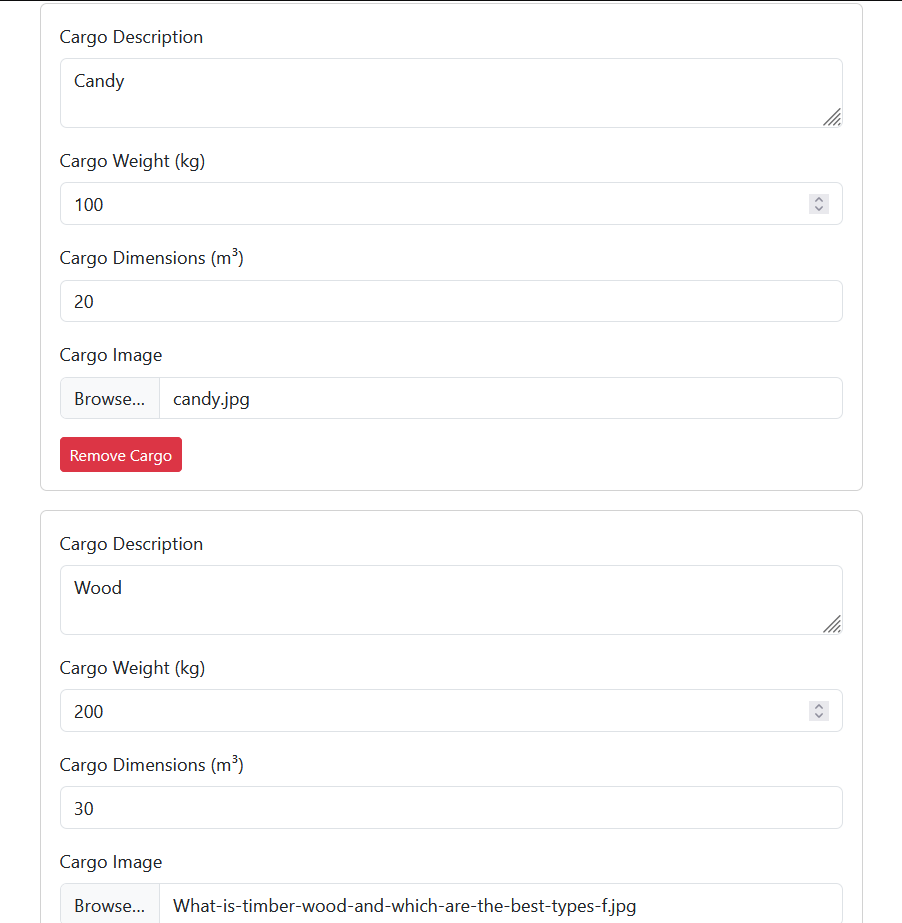 Cargo Description
Candy
Cargo Weight (kg)
100
Cargo Dimensions (m³)
20
Cargo Image
Browse... candy.jpg
Remove Cargo
Cargo Description
Wood
Cargo Weight (kg)
200
Cargo Dimensions (m³)
30
Cargo Image
Browse... What-is-timber-wood-and-which-are-the-best-types-f.jpg